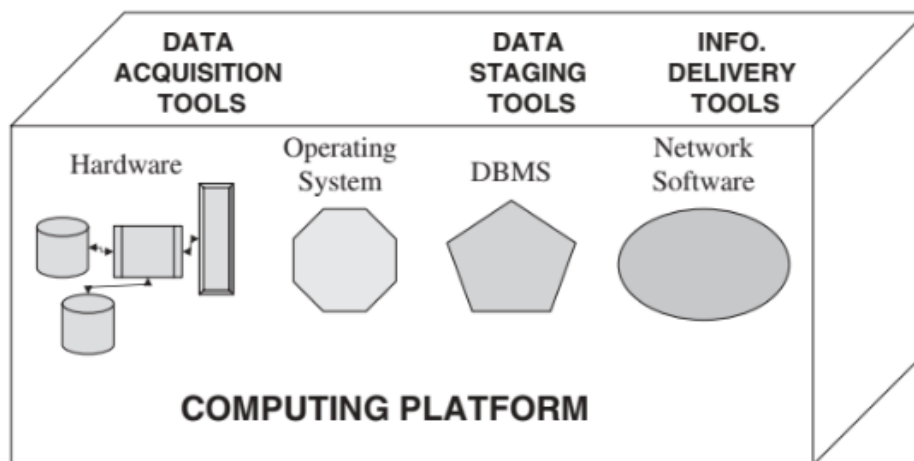 DATA
ACQUISITION
TOOLS
DATA
STAGING
TOOLS
INFO.
DELIVERY
TOOLS
Hardware
Operating
System
DBMS
Network
Software
COMPUTING PLATFORM